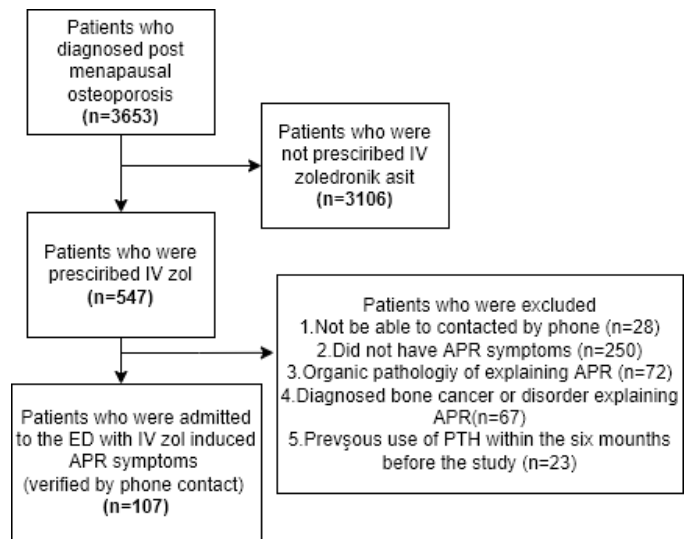 Patients who
diagnosed post
menapausal
osteoporosis
(n=3653)
Patients who were
not presciribed IV
zoledronik asit
(n=3106)
Patients who were
presciribed IV zol
(n=547)
Patients who were excluded
1.Not be able to contacted by phone (n=28)
2.Did not have APR symptoms (n=250)
3.Organic pathologiy of explaining APR (n=72)
4.Diagnosed bone cancer or disorder explaining
APR(n=67)
5.Prevşous use of PTH within the six mounths
before the study (n=23)
Patients who were admitted
to the ED with IV zol induced
APR symptoms
(verified by phone contact)
(n=107)